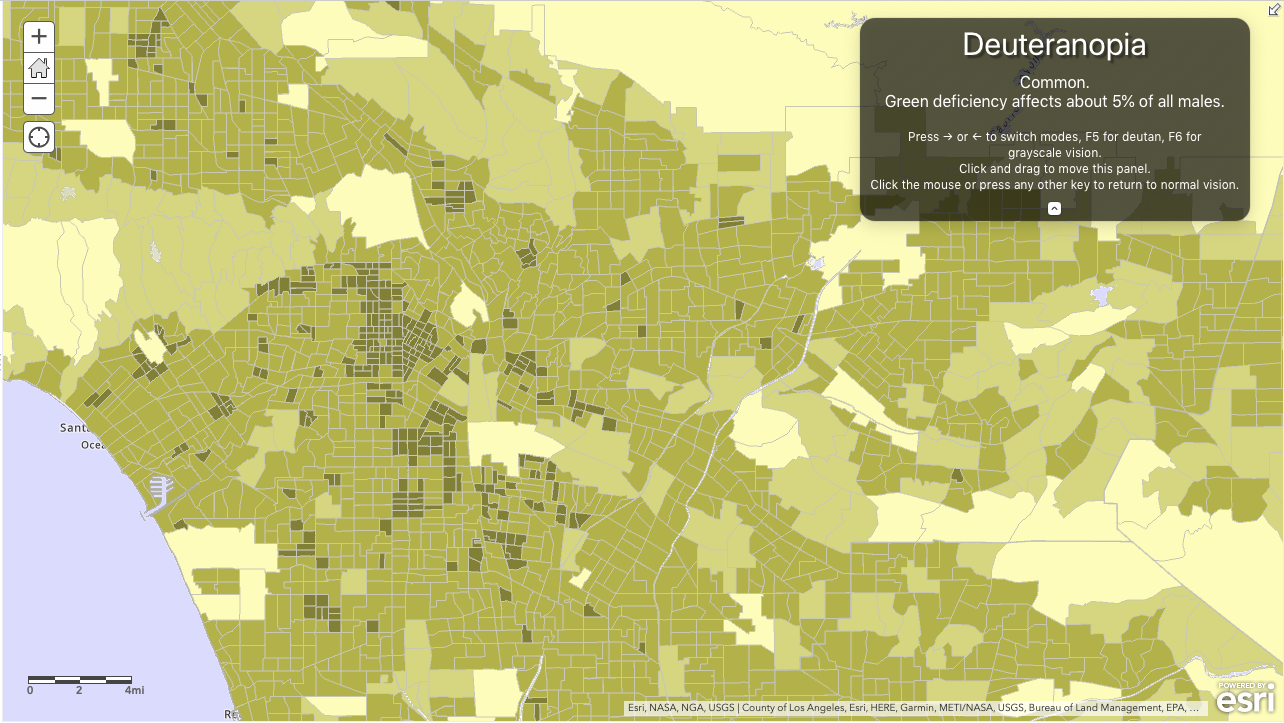 Deuteranopia
Common.
Green deficiency affects about 5% of all males.
Press → or ← to switch modes, F5 for deutan, F6 for
grayscale vision.
Click and drag to move this panel.
Click the mouse or press any other key to return to normal vision.
Santa
Ocea
0 2 4mi
Re
Esri, NASA, NGA, USGS | County of Los Angeles, Esri, HERE, Garmin, METI/NASA, USGS, Bureau of Land Management, EPA, ...
POWERED BY
esri